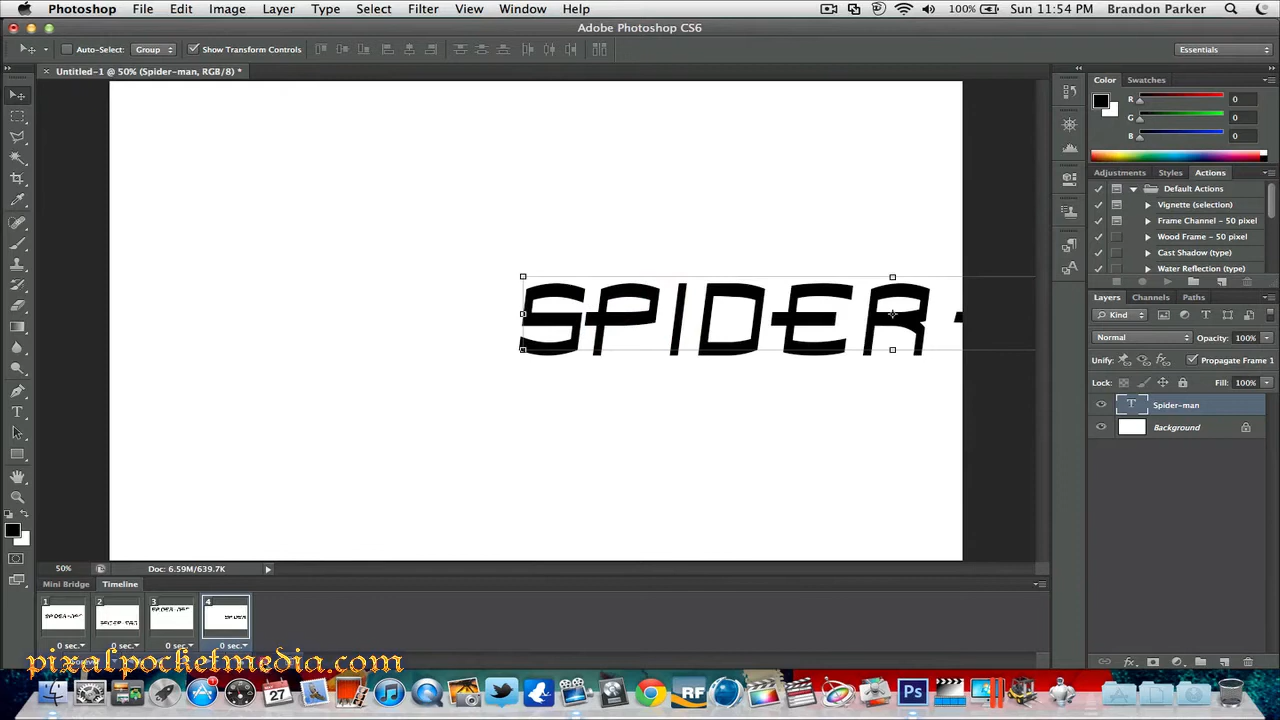 Photoshop File Edit Image Layer Type Select Filter View Window Help 100% Sun 11:54 PM Brandon Parker
Adobe Photoshop CS6
Auto-Select: Group Show Transform Controls Essentials
Untitled-1 @ 50% (Spider-man, RGB/8) *
Color Swatches
R 0
G 0
B 0
Adjustments Styles Actions
Default Actions
Vignette (selection)
Frame Channel - 50 pixel
Wood Frame - 50 pixel
Cast Shadow (type)
Water Reflection (type)
SPIDER-
Layers Channels Paths
Kind
Normal Opacity: 100%
Unify: Propagate Frame 1
Lock: Fill: 100%
T Spider-man
Background
50% Doc: 6.59M/639.7K
Mini Bridge Timeline
1 2 3 4
0 sec. 0 sec. 0 sec. 0 sec.
pixalpocketmedia.com
27 RF Ps